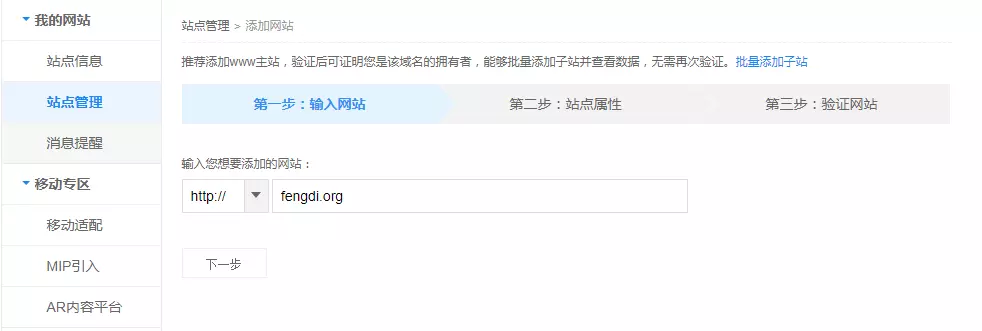 我的网站
站点信息
站点管理
消息提醒
移动专区
移动适配
MIP引入
AR内容平台
站点管理 > 添加网站
推荐添加www主站，验证后可证明您是该域名的拥有者，能够批量添加子站并查看数据，无需再次验证。批量添加子站
第一步：输入网站 第二步：站点属性 第三步：验证网站
输入您想要添加的网站：
http:// fengdi.org
下一步